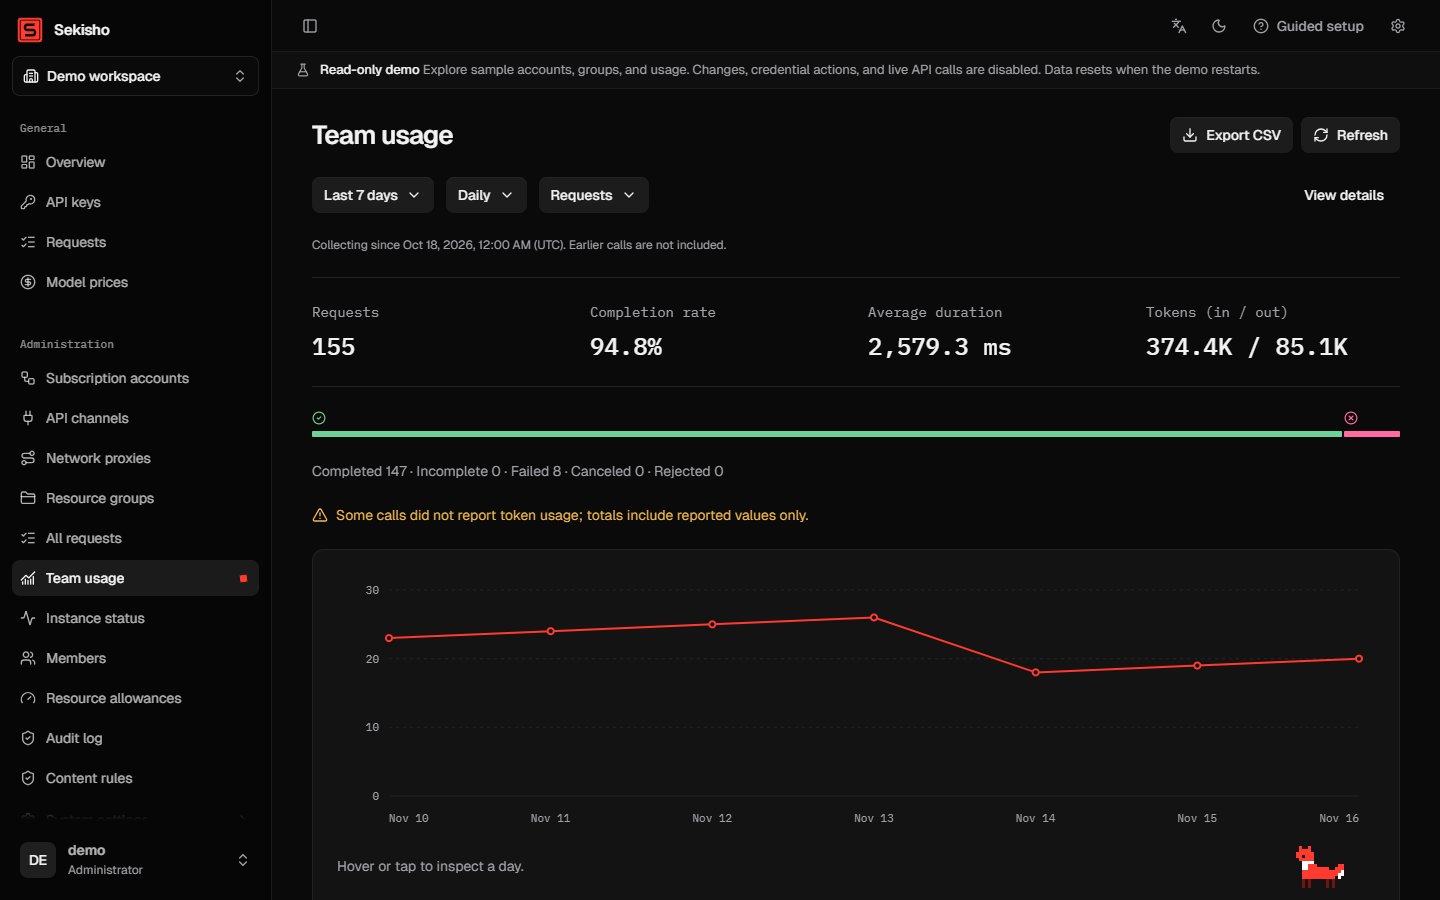 Sekisho
Demo workspace
General
Overview
API keys
Requests
Model prices
Administration
Subscription accounts
API channels
Network proxies
Resource groups
All requests
Team usage
Instance status
Members
Resource allowances
Audit log
Content rules
DE
demo
Administrator
Guided setup
Read-only demo Explore sample accounts, groups, and usage. Changes, credential actions, and live API calls are disabled. Data resets when the demo restarts.
Team usage
Export CSV
Refresh
Last 7 days
Daily
Requests
View details
Collecting since Oct 18, 2026, 12:00 AM (UTC). Earlier calls are not included.
Requests
155
Completion rate
94.8%
Average duration
2,579.3 ms
Tokens (in / out)
374.4K / 85.1K
Completed 147 · Incomplete 0 · Failed 8 · Canceled 0 · Rejected 0
Some calls did not report token usage; totals include reported values only.
30
20
10
0
Nov 10
Nov 11
Nov 12
Nov 13
Nov 14
Nov 15
Nov 16
Hover or tap to inspect a day.